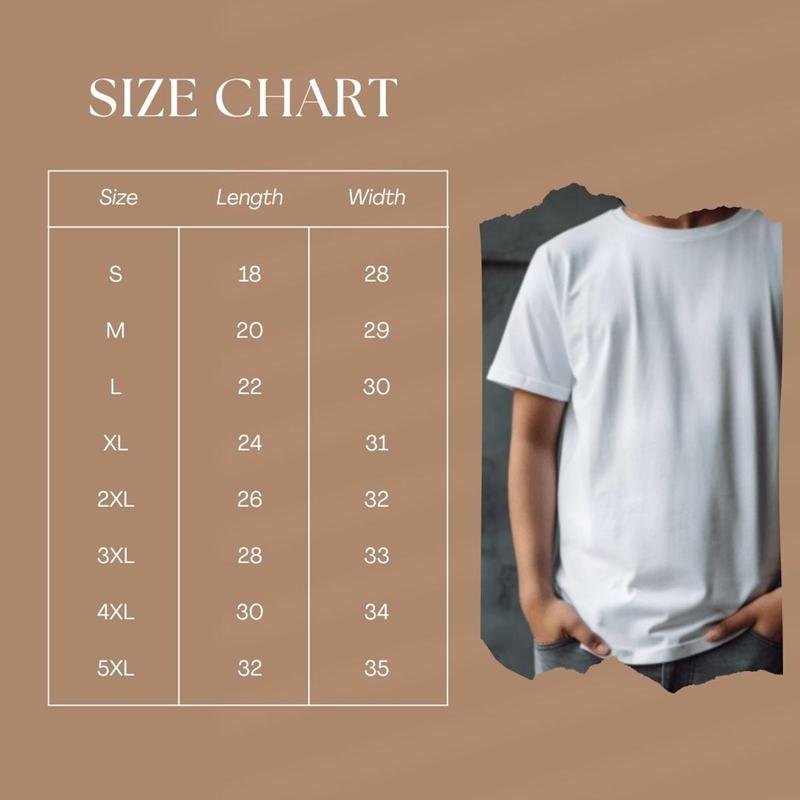 SIZE CHART
Size Length Width
S 18 28
M 20 29
L 22 30
XL 24 31
2XL 26 32
3XL 28 33
4XL 30 34
5XL 32 35